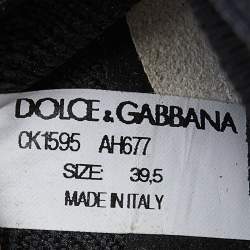 DOLCE & GABBANA
CK1595 AH677
SIZE: 39,5
MADE IN ITALY